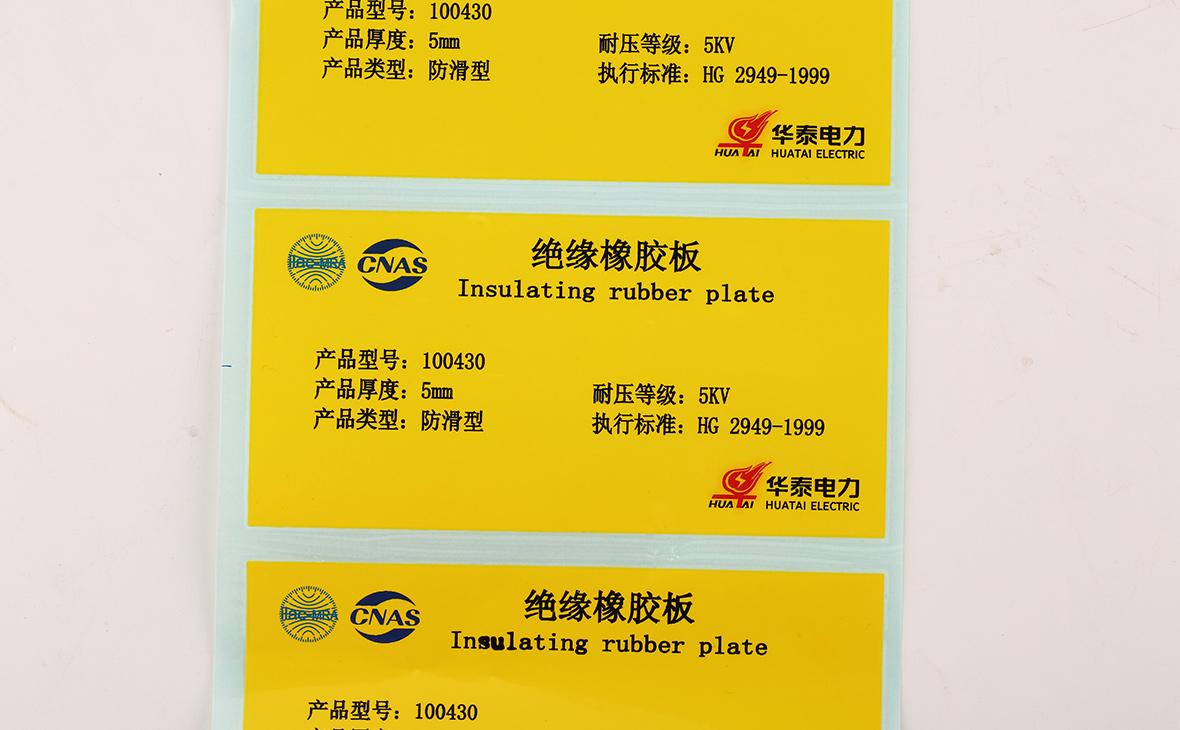 产品型号：100430
产品厚度：5mm
耐压等级：5KV
产品类型：防滑型
执行标准：HG 2949-1999
HUATAI
华泰电力
HUATAI ELECTRIC
ilac-MRA
CNAS
绝缘橡胶板
Insulating rubber plate
产品型号：100430
产品厚度：5mm
耐压等级：5KV
产品类型：防滑型
执行标准：HG 2949-1999
HUATAI
华泰电力
HUATAI ELECTRIC
ilac-MRA
CNAS
绝缘橡胶板
Insulating rubber plate
产品型号：100430